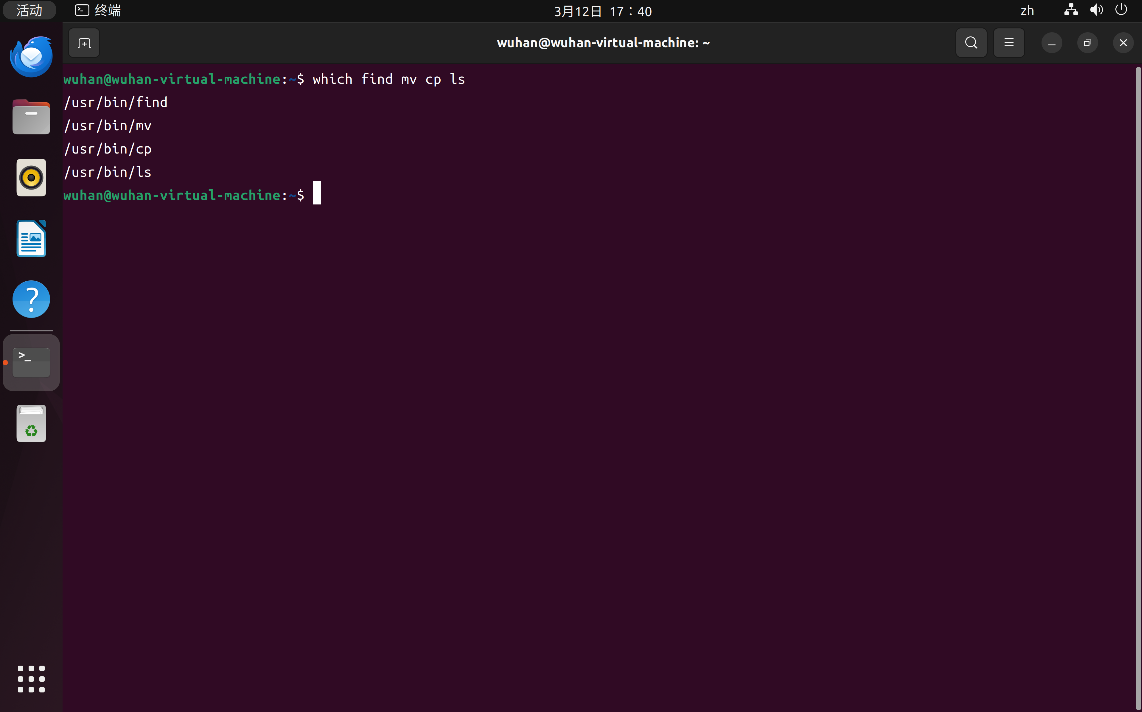 活动 终端 3月12日 17：40 zh
wuhan@wuhan-virtual-machine: ~
wuhan@wuhan-virtual-machine:~$ which find mv cp ls
/usr/bin/find
/usr/bin/mv
/usr/bin/cp
/usr/bin/ls
wuhan@wuhan-virtual-machine:~$